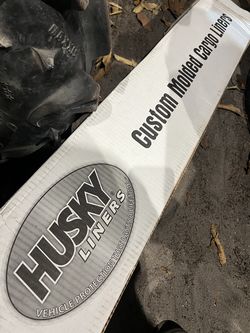 Custom Molded Cargo Liners
HUSKY
LINERS
VEHICLE PROTECTION